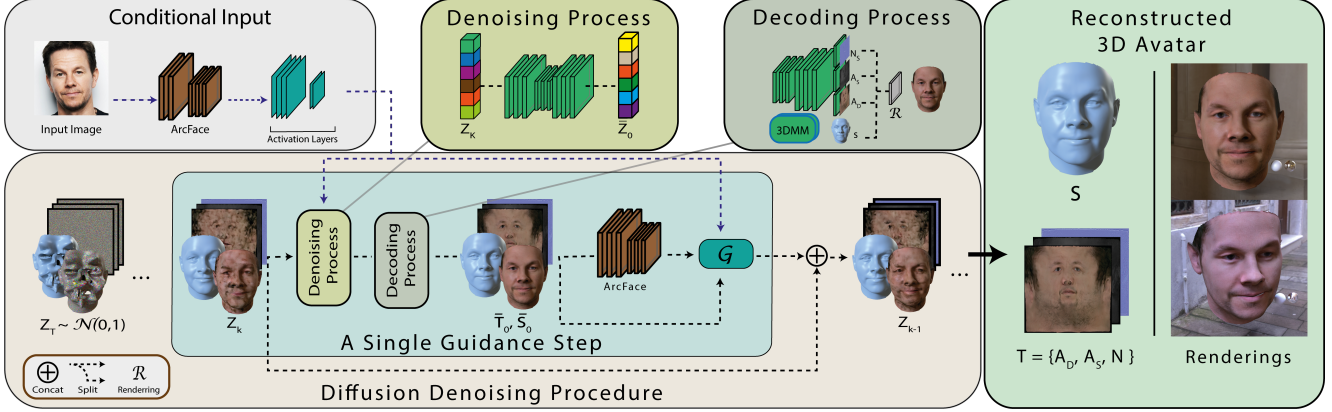 Conditional Input
Input Image
ArcFace
Activation Layers
Denoising Process
Z_K
Z̅_0
Decoding Process
N_S
A_S
A_D
S
3DMM
R
Reconstructed
3D Avatar
S
T = {A_D, A_S, N }
Renderings
Z_T ~ N(0,1)
...
Z_k
Denoising
Process
Decoding
Process
T̅_0, S̅_0
ArcFace
G
Z_k-1
...
A Single Guidance Step
Concat
Split
R
Renderring
Diffusion Denoising Procedure